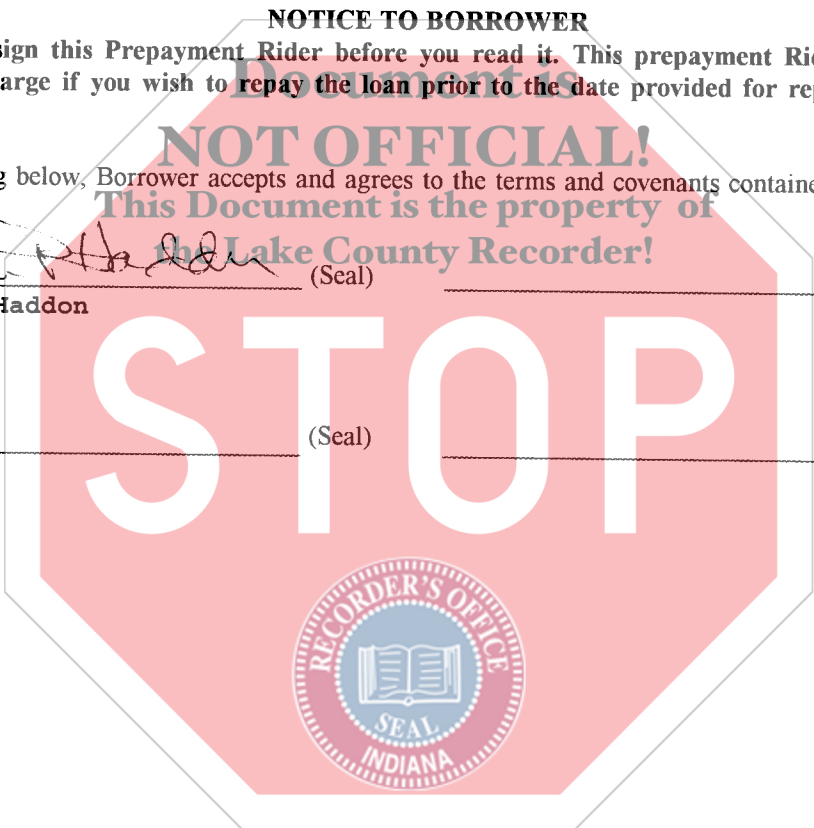 NOTICE TO BORROWER
sign this Prepayment Rider before you read it. This prepayment Ri
arge if you wish to repay the loan prior to the date provided for rep
Document is
NOT OFFICIAL!
g below, Borrower accepts and agrees to the terms and covenants containe
This Document is the property of
the Lake County Recorder!
(Seal)
Haddon
STOP
(Seal)
RECORDER'S OFFICE
SEAL
INDIANA